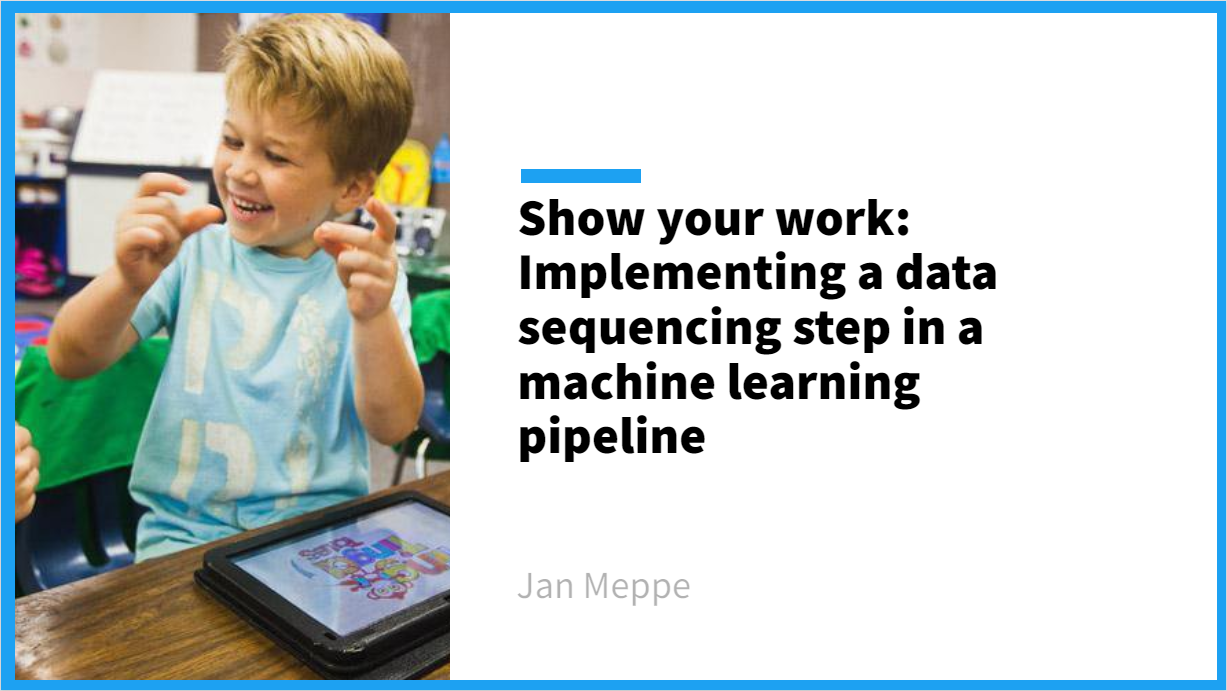 Show your work:
Implementing a data
sequencing step in a
machine learning
pipeline
Jan Meppe